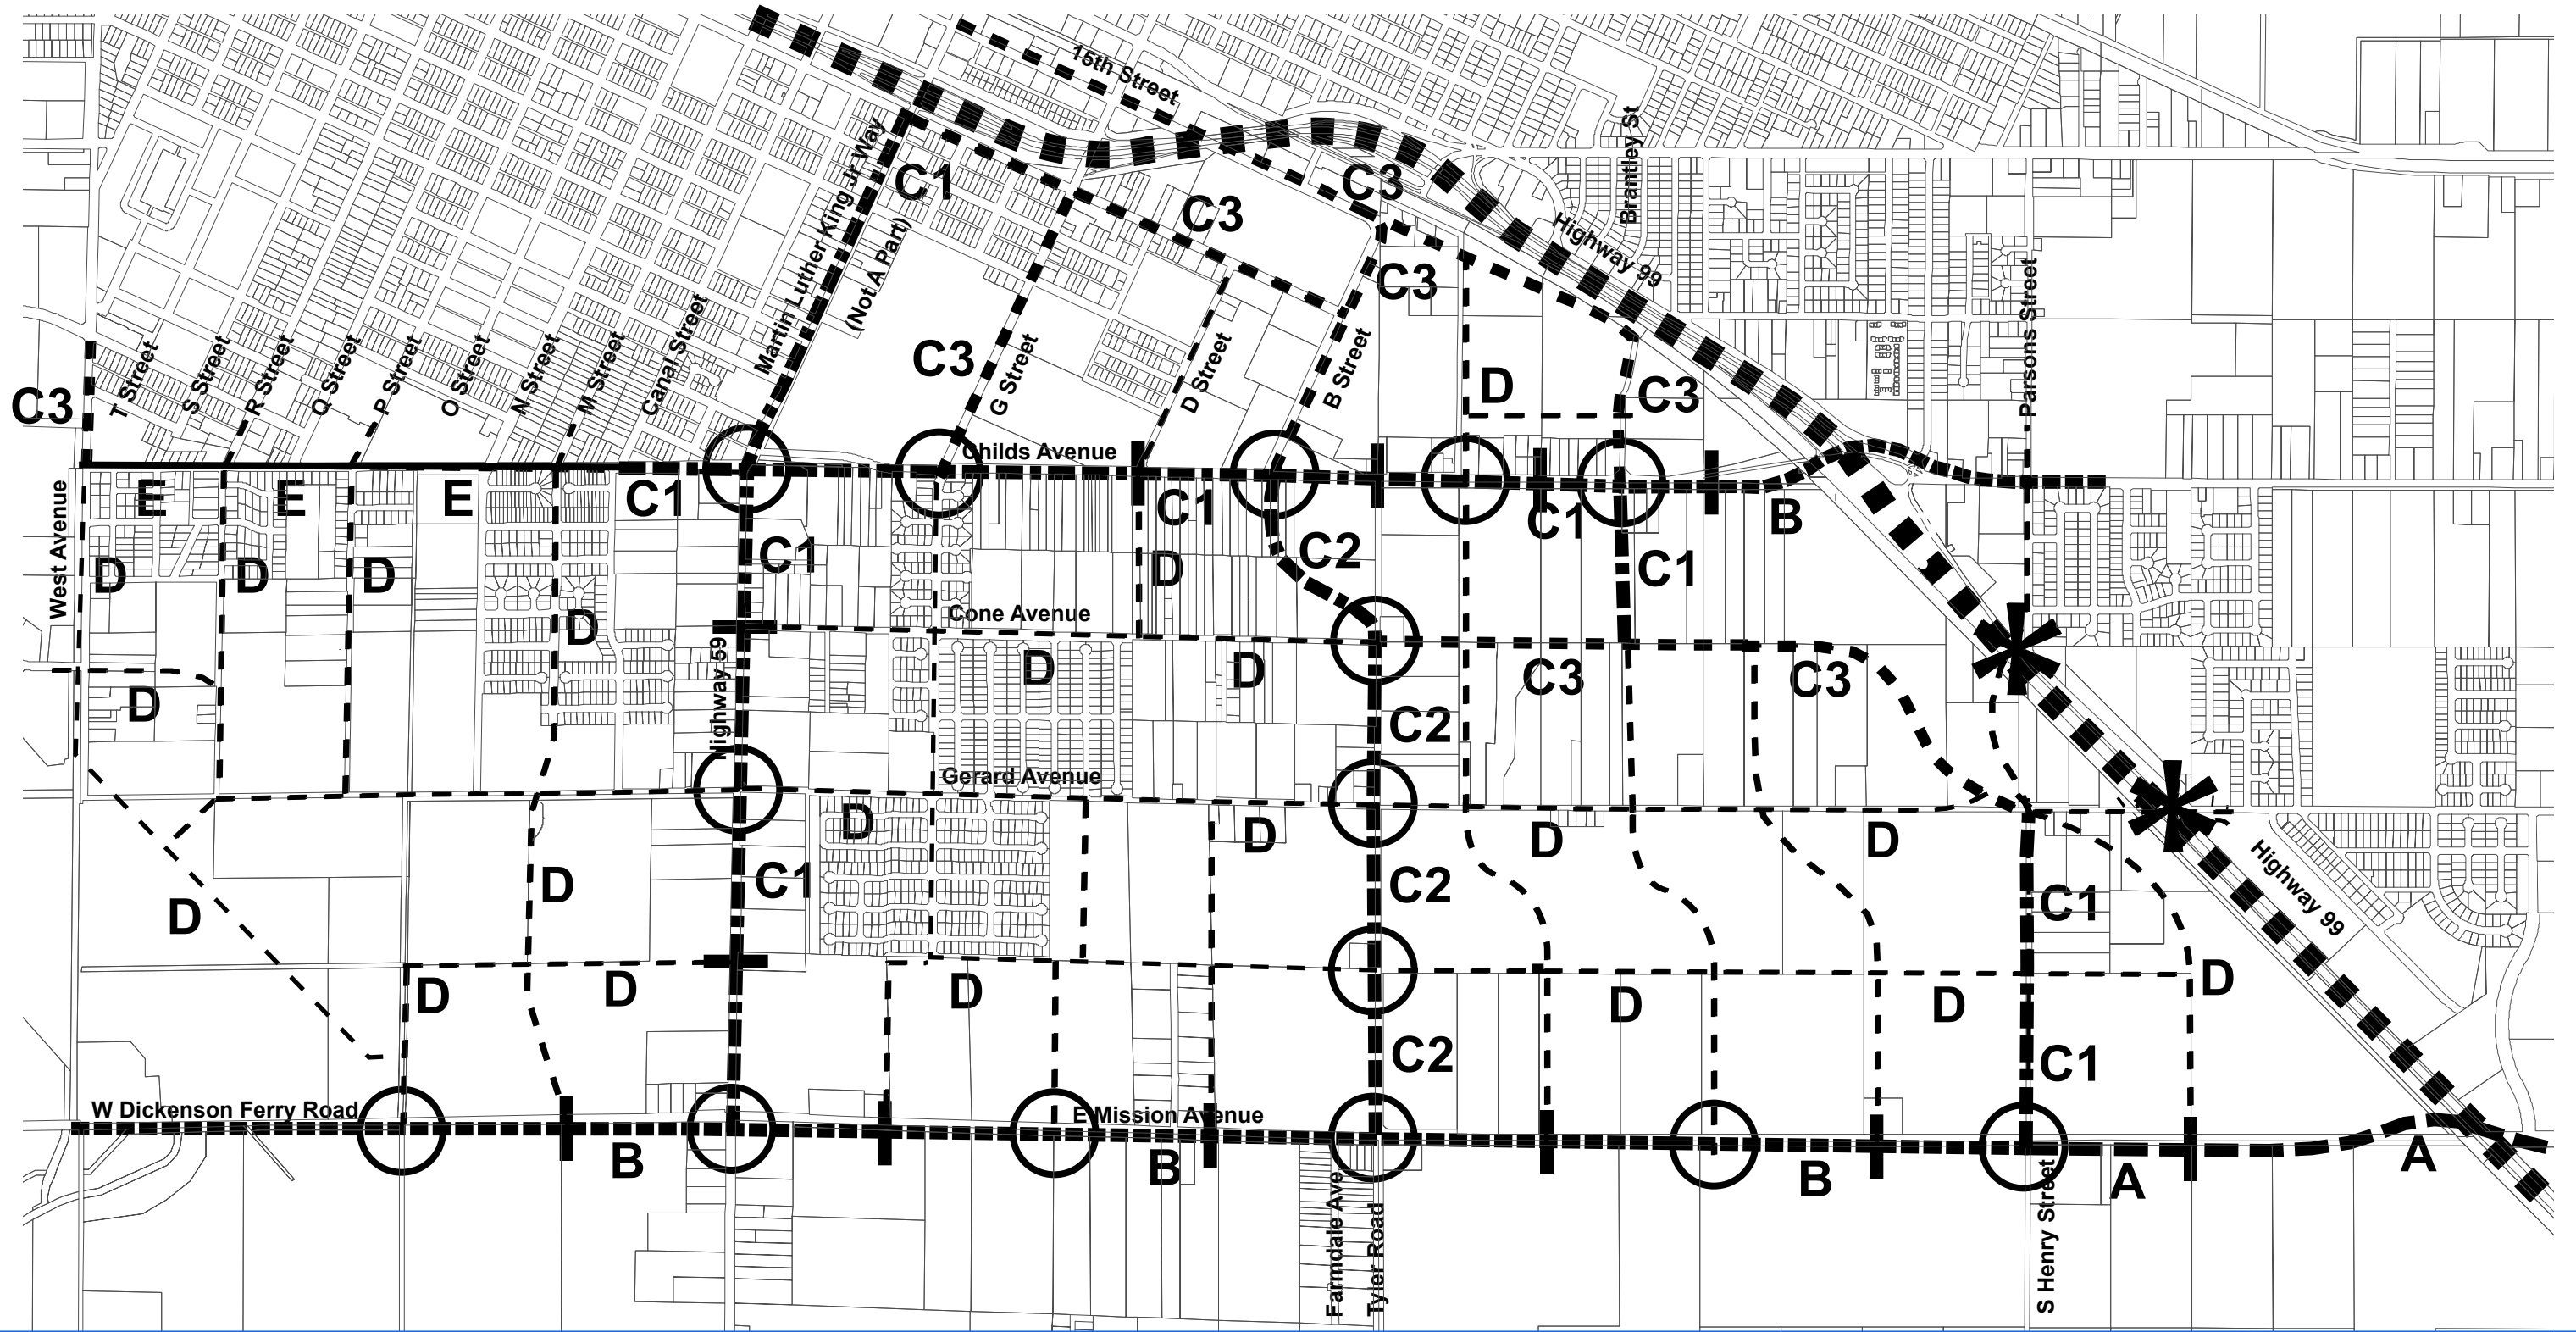 15th Street
Brantley St
C1
C3
C3
Martin Luther King Jr Way
(Not A Part)
Highway 99
C3
Parsons Street
C3
T Street
S Street
R Street
Q Street
P Street
O Street
N Street
M Street
Canal Street
C3
G Street
D Street
B Street
D
C3
Childs Avenue
West Avenue
E
E
E
C1
C1
C1
B
C1
C2
D
C1
D
D
D
D
Cone Avenue
Highway 59
D
D
D
C3
C3
C2
Gerard Avenue
D
D
D
D
D
D
C1
C2
C1
Highway 99
D
D
D
D
D
D
C2
C1
W Dickenson Ferry Road
E Mission Avenue
B
B
B
A
A
Farmdale Ave
Tyler Road
S Henry Street